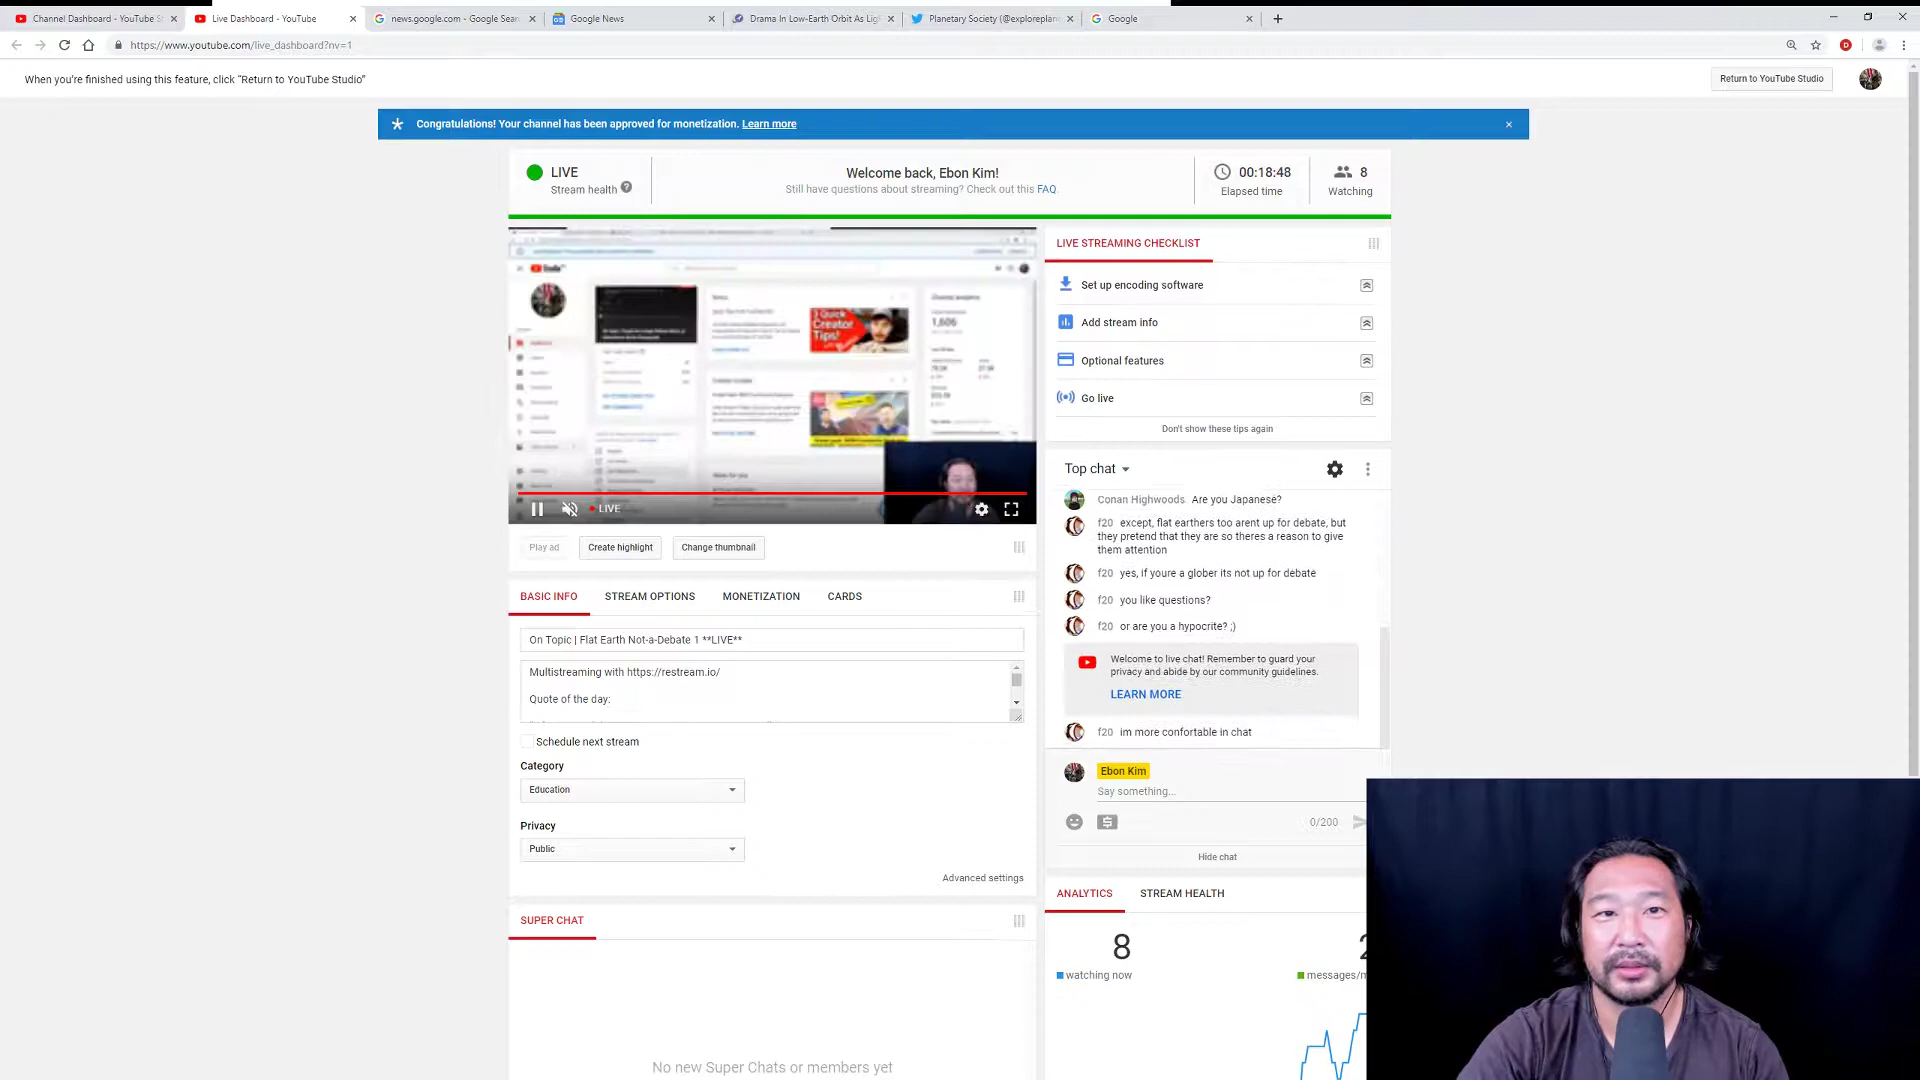 Channel Dashboard - YouTube St
Live Dashboard - YouTube
news.google.com - Google Sear
Google News
Drama In Low-Earth Orbit As Lig
Planetary Society (@exploreplan
Google
https://www.youtube.com/live_dashboard?nv=1
When you're finished using this feature, click "Return to YouTube Studio"
Return to YouTube Studio
Congratulations! Your channel has been approved for monetization. Learn more
LIVE
Stream health
Welcome back, Ebon Kim!
Still have questions about streaming? Check out this FAQ.
00:18:48
Elapsed time
8
Watching
Quick
Creator
Tips!
1,606
LIVE
Play ad
Create highlight
Change thumbnail
BASIC INFO
STREAM OPTIONS
MONETIZATION
CARDS
On Topic | Flat Earth Not-a-Debate 1 **LIVE**
Multistreaming with https://restream.io/
Quote of the day:
Schedule next stream
Category
Education
Privacy
Public
Advanced settings
SUPER CHAT
No new Super Chats or members yet
LIVE STREAMING CHECKLIST
Set up encoding software
Add stream info
Optional features
Go live
Don't show these tips again
Top chat
Conan Highwoods Are you Japanese?
f20 except, flat earthers too arent up for debate, but
they pretend that they are so theres a reason to give
them attention
f20 yes, if youre a glober its not up for debate
f20 you like questions?
f20 or are you a hypocrite? ;)
Welcome to live chat! Remember to guard your
privacy and abide by our community guidelines.
LEARN MORE
f20 im more confortable in chat
Ebon Kim
Say something...
0/200
Hide chat
ANALYTICS
STREAM HEALTH
8
watching now
2
messages/m